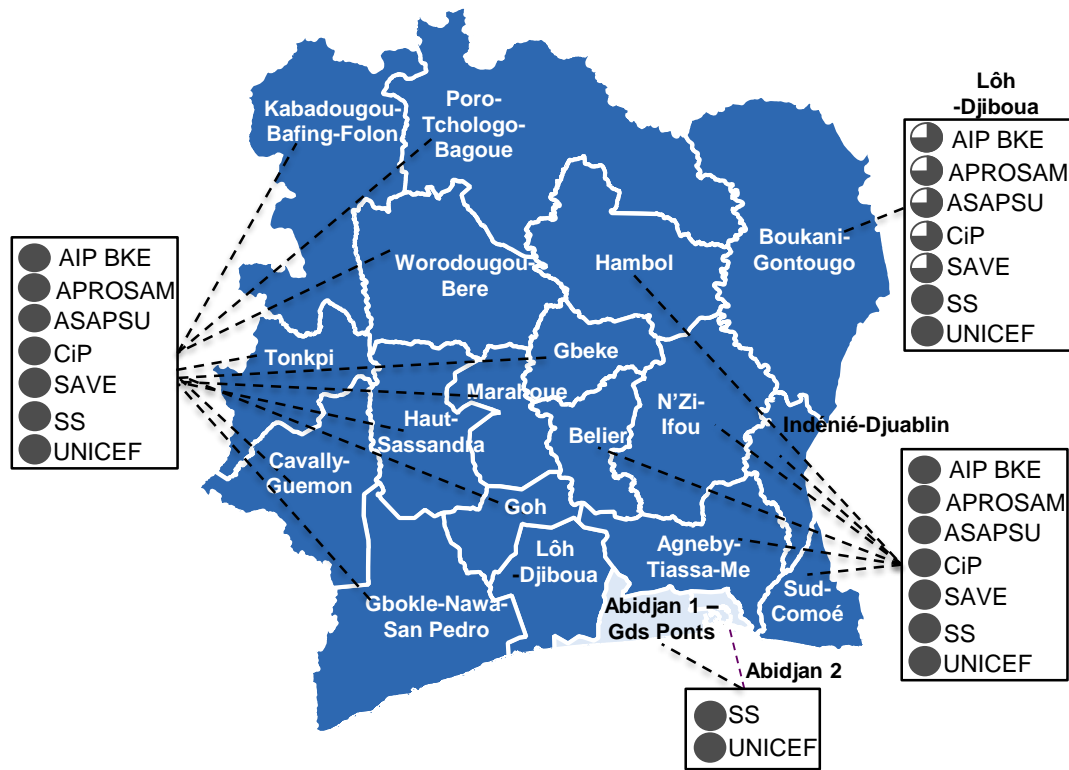 Kabadougou-
Bafing-Folon
Poro-
Tchologo-
Bagoue
Lôh
-Djiboua
AIP BKE
APROSAM
ASAPSU
CiP
SAVE
SS
UNICEF
Boukani-
Gontougo
Worodougou-
Bere
Hambol
AIP BKE
APROSAM
ASAPSU
CiP
SAVE
SS
UNICEF
Tonkpi
Gbeke
Marahoue
Haut-
Sassandra
N'Zi-
Ifou
Belier
Indénié-Djuablin
Cavally-
Guemon
Goh
Lôh
-Djiboua
Agneby-
Tiassa-Me
Sud-
Comoé
AIP BKE
APROSAM
ASAPSU
CiP
SAVE
SS
UNICEF
Gbokle-Nawa-
San Pedro
Abidjan 1
Gds Ponts
Abidjan 2
SS
UNICEF